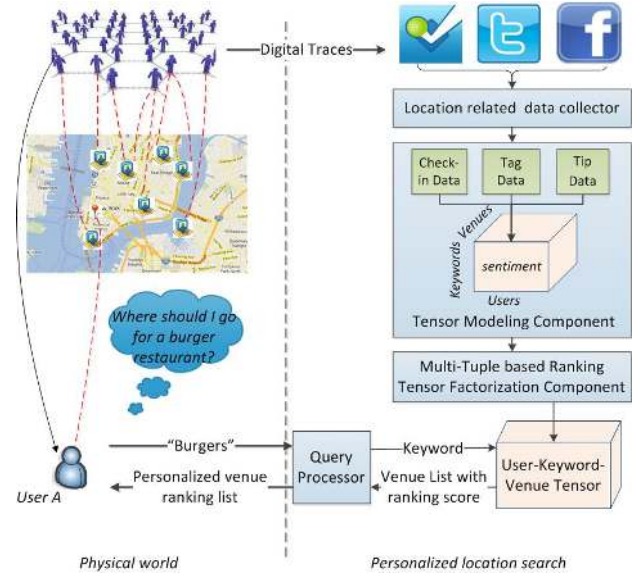 Digital Traces
Location related data collector
Check-
in Data
Tag
Data
Tip
Data
Keywords
Venues
sentiment
Users
Tensor Modeling Component
Multi-Tuple based Ranking
Tensor Factorization Component
Where should I go
for a burger
restaurant?
"Burgers"
Query
Processor
Keyword
User-Keyword-
Venue Tensor
Personalized venue
ranking list
Venue List with
ranking score
User A
Physical world
Personalized location search